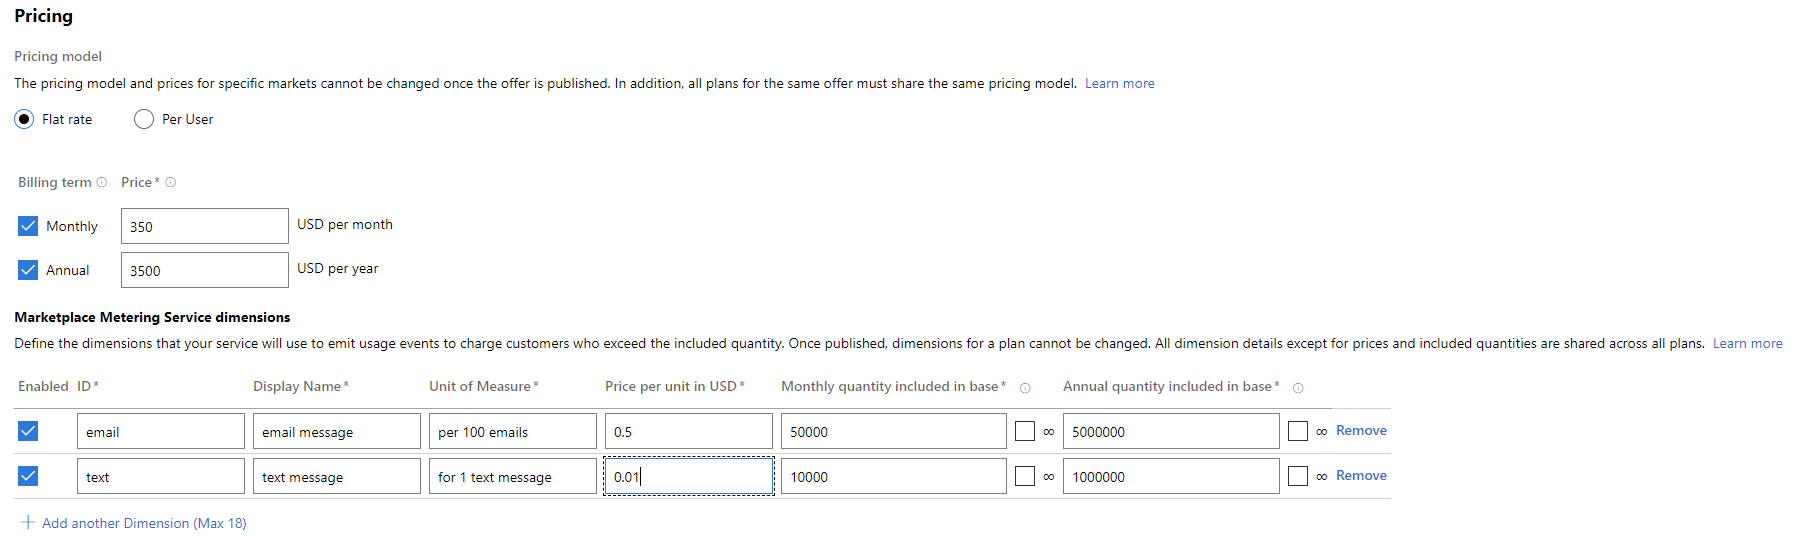 Pricing
Pricing model
The pricing model and prices for specific markets cannot be changed once the offer is published. In addition, all plans for the same offer must share the same pricing model. Learn more
Flat rate Per User
Billing term Price*
Monthly 350 USD per month
Annual 3500 USD per year
Marketplace Metering Service dimensions
Define the dimensions that your service will use to emit usage events to charge customers who exceed the included quantity. Once published, dimensions for a plan cannot be changed. All dimension details except for prices and included quantities are shared across all plans. Learn more
Enabled ID* Display Name* Unit of Measure* Price per unit in USD* Monthly quantity included in base* Annual quantity included in base*
email email message per 100 emails 0.5 50000 ∞ 5000000 ∞ Remove
text text message for 1 text message 0.01 10000 ∞ 1000000 ∞ Remove
+ Add another Dimension (Max 18)